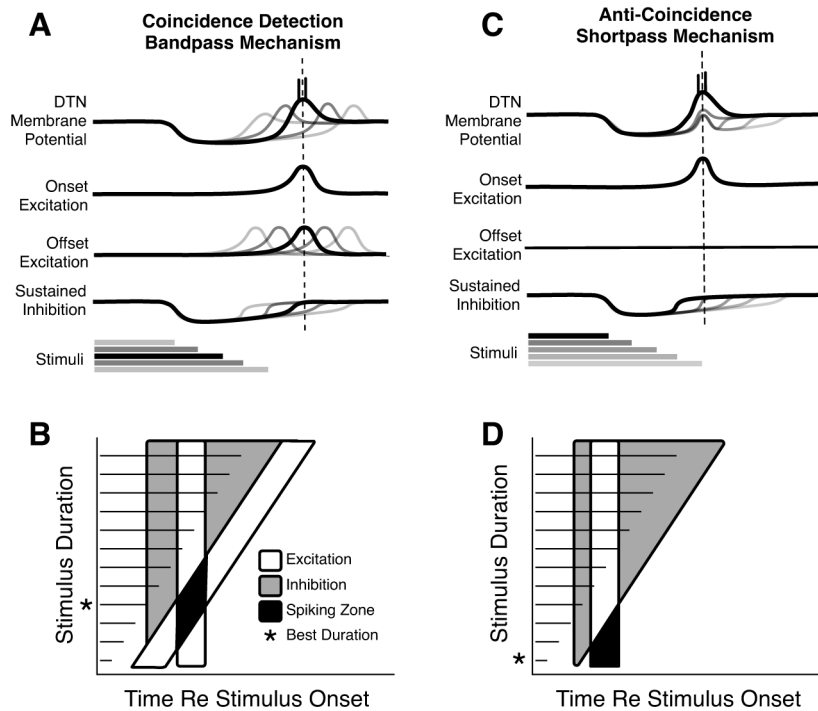 A
Coincidence Detection
Bandpass Mechanism
DTN
Membrane
Potential
Onset
Excitation
Offset
Excitation
Sustained
Inhibition
Stimuli
B
Stimulus Duration
*
Excitation
Inhibition
Spiking Zone
* Best Duration
Time Re Stimulus Onset
C
Anti-Coincidence
Shortpass Mechanism
DTN
Membrane
Potential
Onset
Excitation
Offset
Excitation
Sustained
Inhibition
Stimuli
D
Stimulus Duration
*
Time Re Stimulus Onset